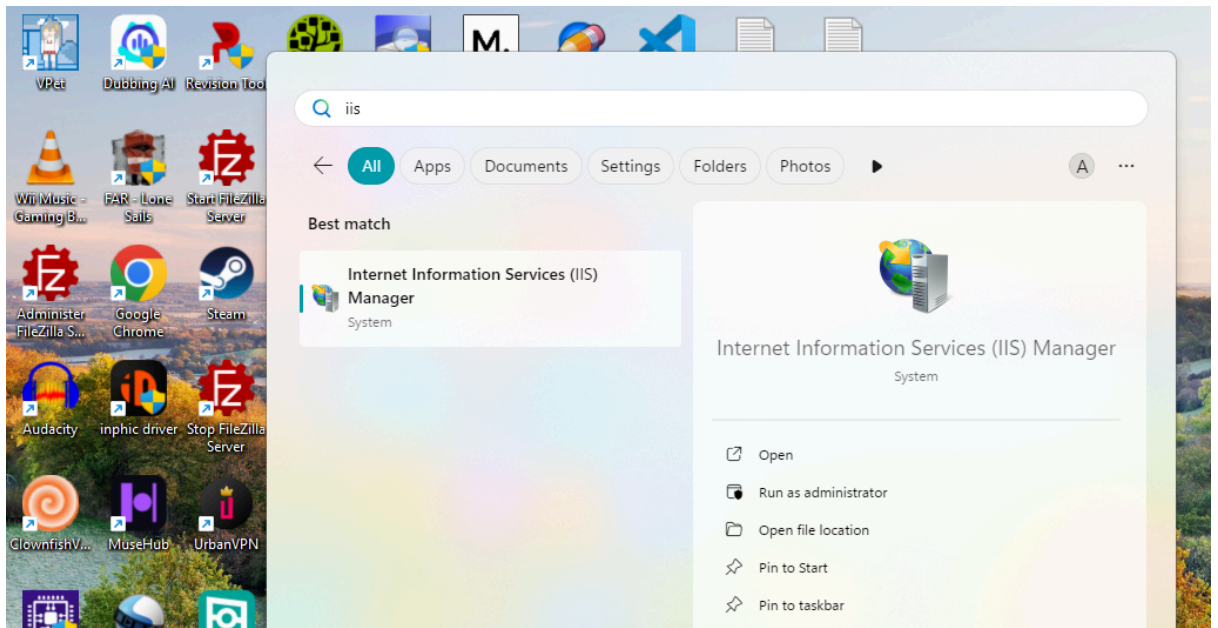 M.
VPet
Dubbing AI
Revision Tool
iis
All
Apps
Documents
Settings
Folders
Photos
A
Wii Music -
Gaming B...
FAR - Lone
Sails
Start FileZilla
Server
Best match
Internet Information Services (IIS)
Manager
System
Administer
FileZilla S...
Google
Chrome
Steam
Internet Information Services (IIS) Manager
System
Audacity
inphic driver
Stop FileZilla
Server
Open
Run as administrator
Open file location
Pin to Start
Pin to taskbar
ClownfishV...
MuseHub
UrbanVPN